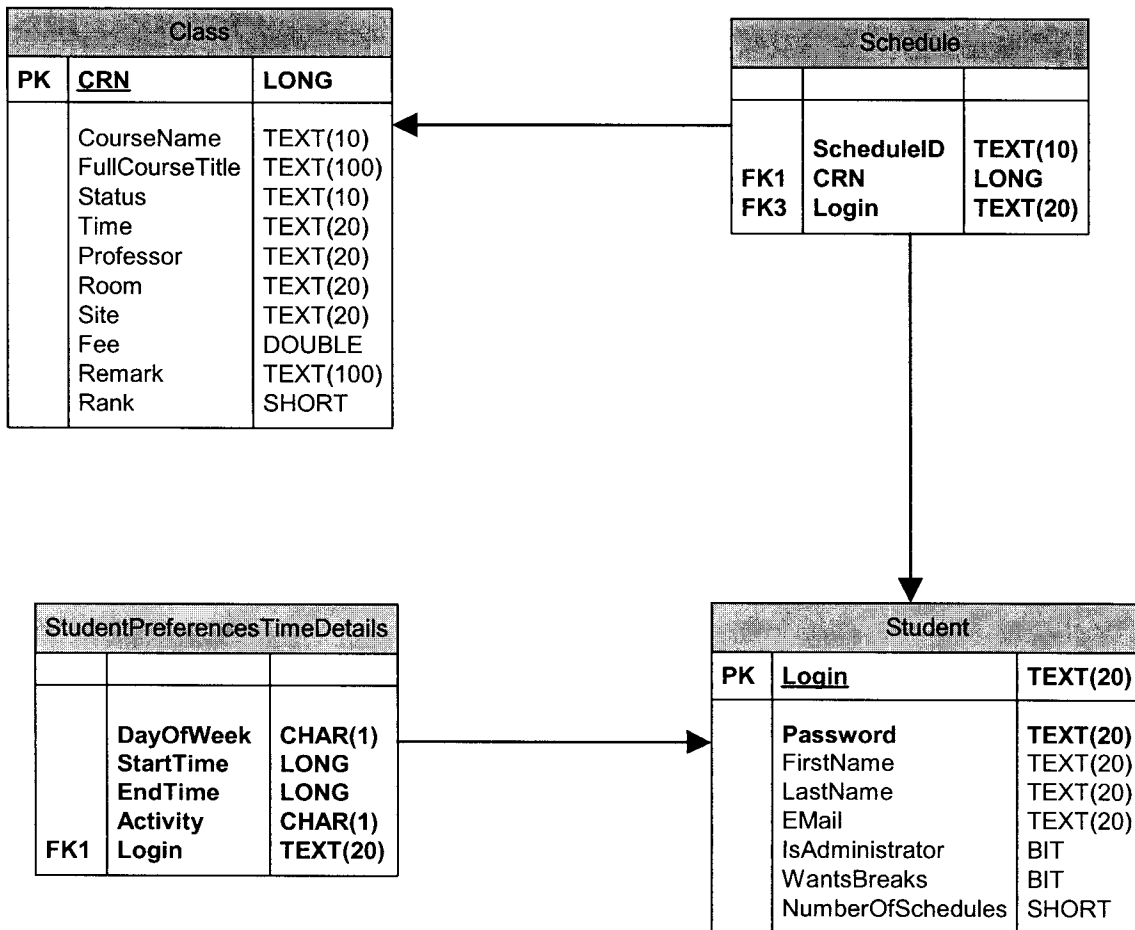 Class
PK CRN LONG
CourseName TEXT(10)
FullCourseTitle TEXT(100)
Status TEXT(10)
Time TEXT(20)
Professor TEXT(20)
Room TEXT(20)
Site TEXT(20)
Fee DOUBLE
Remark TEXT(100)
Rank SHORT
Schedule
ScheduleID TEXT(10)
FK1 CRN LONG
FK3 Login TEXT(20)
StudentPreferencesTimeDetails
DayOfWeek CHAR(1)
StartTime LONG
EndTime LONG
Activity CHAR(1)
FK1 Login TEXT(20)
Student
PK Login TEXT(20)
Password TEXT(20)
FirstName TEXT(20)
LastName TEXT(20)
EMail TEXT(20)
IsAdministrator BIT
WantsBreaks BIT
NumberOfSchedules SHORT